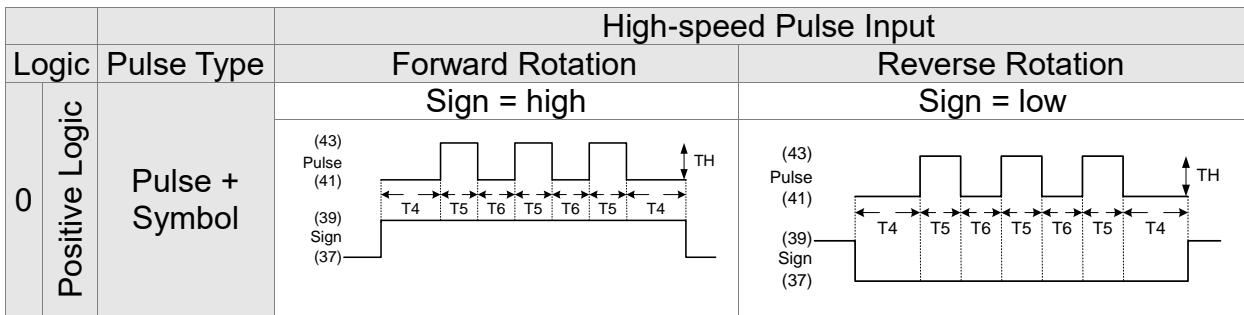 High-speed Pulse Input
Logic Pulse Type Forward Rotation Reverse Rotation
Sign = high Sign = low
0 Positive Logic
Pulse +
Symbol
(43)
Pulse
(41)
TH
T4 T5 T6 T5 T6 T5 T4
(39)
Sign
(37)
(43)
Pulse
(41)
TH
T4 T5 T6 T5 T6 T5 T4
(39)
Sign
(37)